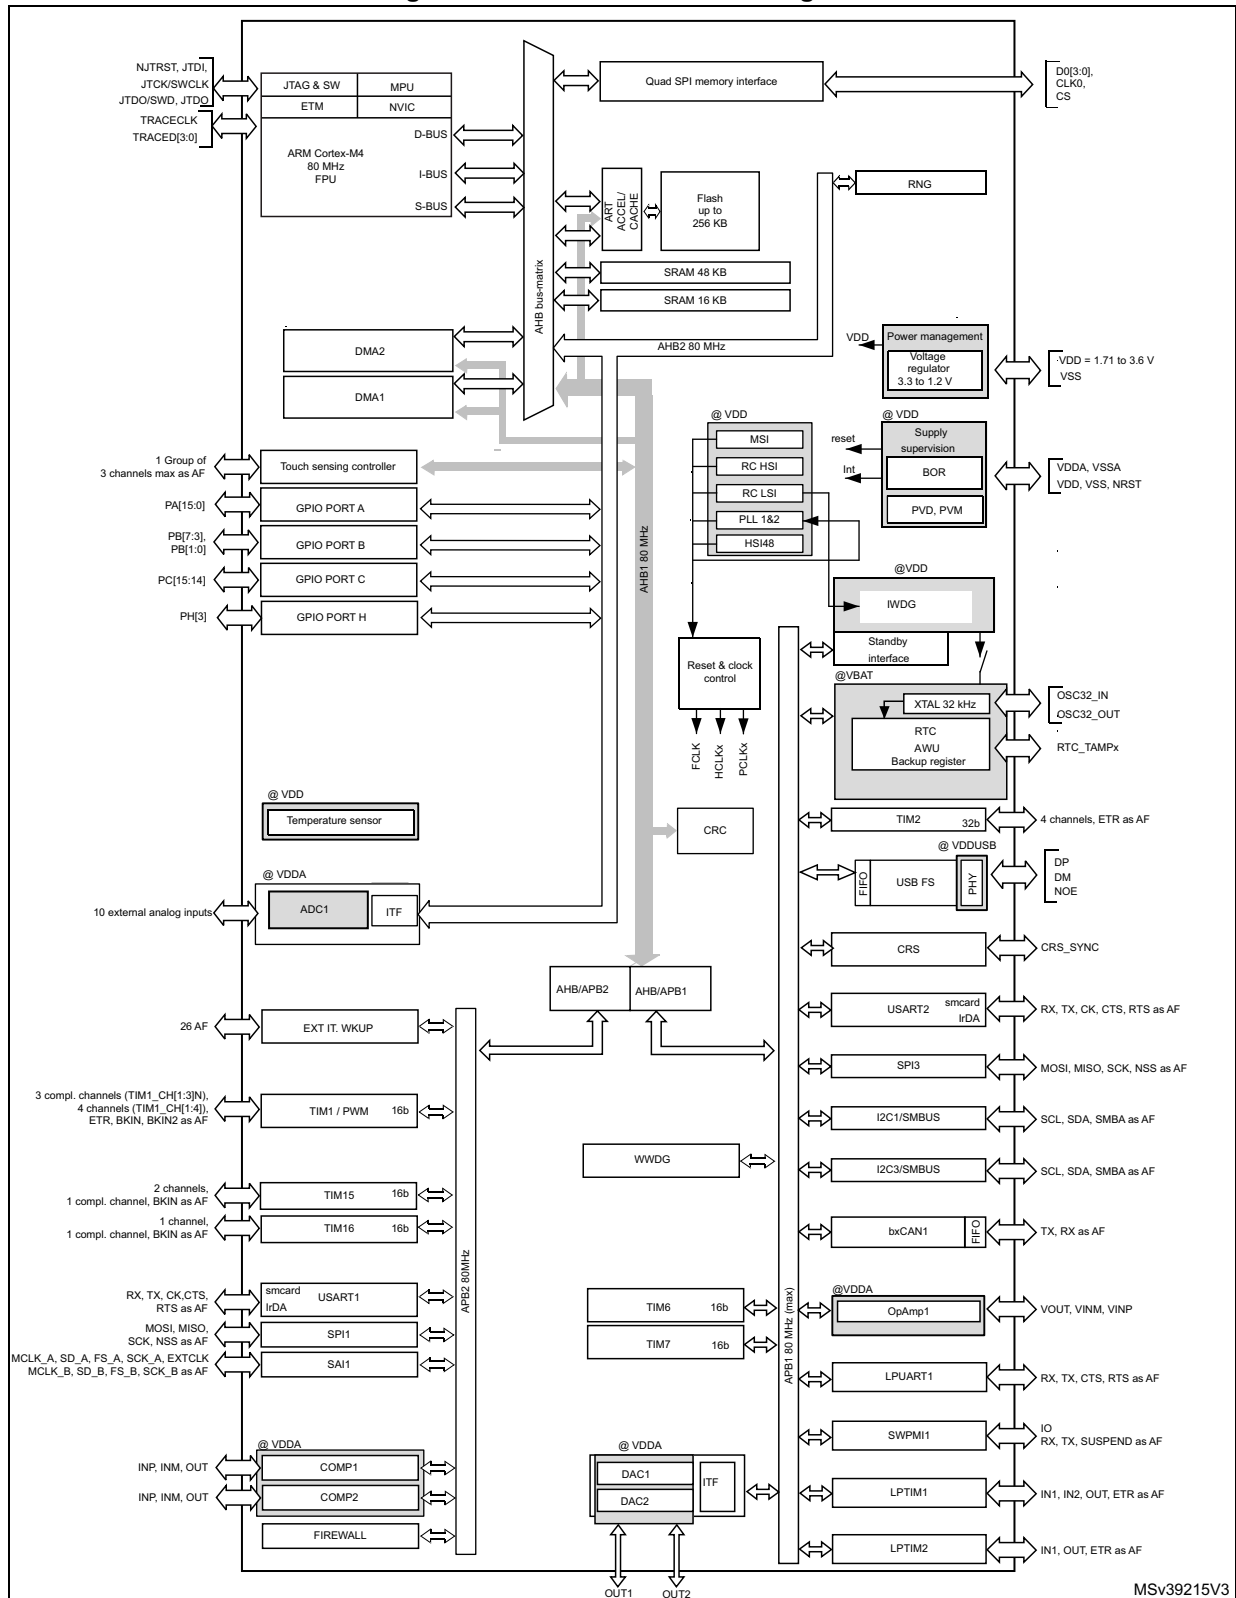 NJTRST, JTDI,
JTCK/SWCLK
JTDO/SWD, JTDO
TRACECLK
TRACED[3:0]
JTAG & SW
MPU
ETM
NVIC
ARM Cortex-M4
80 MHz
FPU
D-BUS
I-BUS
S-BUS
AHB bus-matrix
Quad SPI memory interface
D0[3:0],
CLK0,
CS
ART
ACCEL/
CACHE
Flash
up to
256 KB
RNG
SRAM 48 KB
SRAM 16 KB
AHB2 80 MHz
DMA2
DMA1
VDD
Power management
Voltage
regulator
3.3 to 1.2 V
VDD = 1.71 to 3.6 V
VSS
@ VDD
MSI
RC HSI
RC LSI
PLL 1&2
HSI48
@ VDD
reset
Int
Supply
supervision
BOR
PVD, PVM
VDDA, VSSA
VDD, VSS, NRST
1 Group of
3 channels max as AF
Touch sensing controller
PA[15:0]
GPIO PORT A
PB[7:3],
PB[1:0]
GPIO PORT B
PC[15:14]
GPIO PORT C
PH[3]
GPIO PORT H
AHB1 80 MHz
@VDD
IWDG
Standby
interface
Reset & clock
control
FCLK
HCLKx
PCLKx
@VBAT
XTAL 32 kHz
RTC
AWU
Backup register
OSC32_IN
OSC32_OUT
RTC_TAMPx
@ VDD
Temperature sensor
CRC
TIM2
32b
4 channels, ETR as AF
@ VDDUSB
FIFO
USB FS
PHY
DP
DM
NOE
@ VDDA
10 external analog inputs
ADC1
ITF
CRS
CRS_SYNC
AHB/APB2
AHB/APB1
26 AF
EXT IT. WKUP
USART2
smcard
IrDA
RX, TX, CK, CTS, RTS as AF
SPI3
MOSI, MISO, SCK, NSS as AF
3 compl. channels (TIM1_CH[1:3]N),
4 channels (TIM1_CH[1:4]),
ETR, BKIN, BKIN2 as AF
TIM1 / PWM
16b
I2C1/SMBUS
SCL, SDA, SMBA as AF
WWDG
I2C3/SMBUS
SCL, SDA, SMBA as AF
2 channels,
1 compl. channel, BKIN as AF
TIM15
16b
1 channel,
1 compl. channel, BKIN as AF
TIM16
16b
bxCAN1
FIFO
TX, RX as AF
APB2 80MHz
APB1 80 MHz (max)
RX, TX, CK,CTS,
RTS as AF
smcard
IrDA
USART1
TIM6
16b
@VDDA
OpAmp1
VOUT, VINM, VINP
MOSI, MISO,
SCK, NSS as AF
SPI1
TIM7
16b
MCLK_A, SD_A, FS_A, SCK_A, EXTCLK
MCLK_B, SD_B, FS_B, SCK_B as AF
SAI1
LPUART1
RX, TX, CTS, RTS as AF
SWPMI1
IO
RX, TX, SUSPEND as AF
@ VDDA
INP, INM, OUT
COMP1
INP, INM, OUT
COMP2
FIREWALL
@ VDDA
DAC1
DAC2
ITF
OUT1
OUT2
LPTIM1
IN1, IN2, OUT, ETR as AF
LPTIM2
IN1, OUT, ETR as AF
MSv39215V3